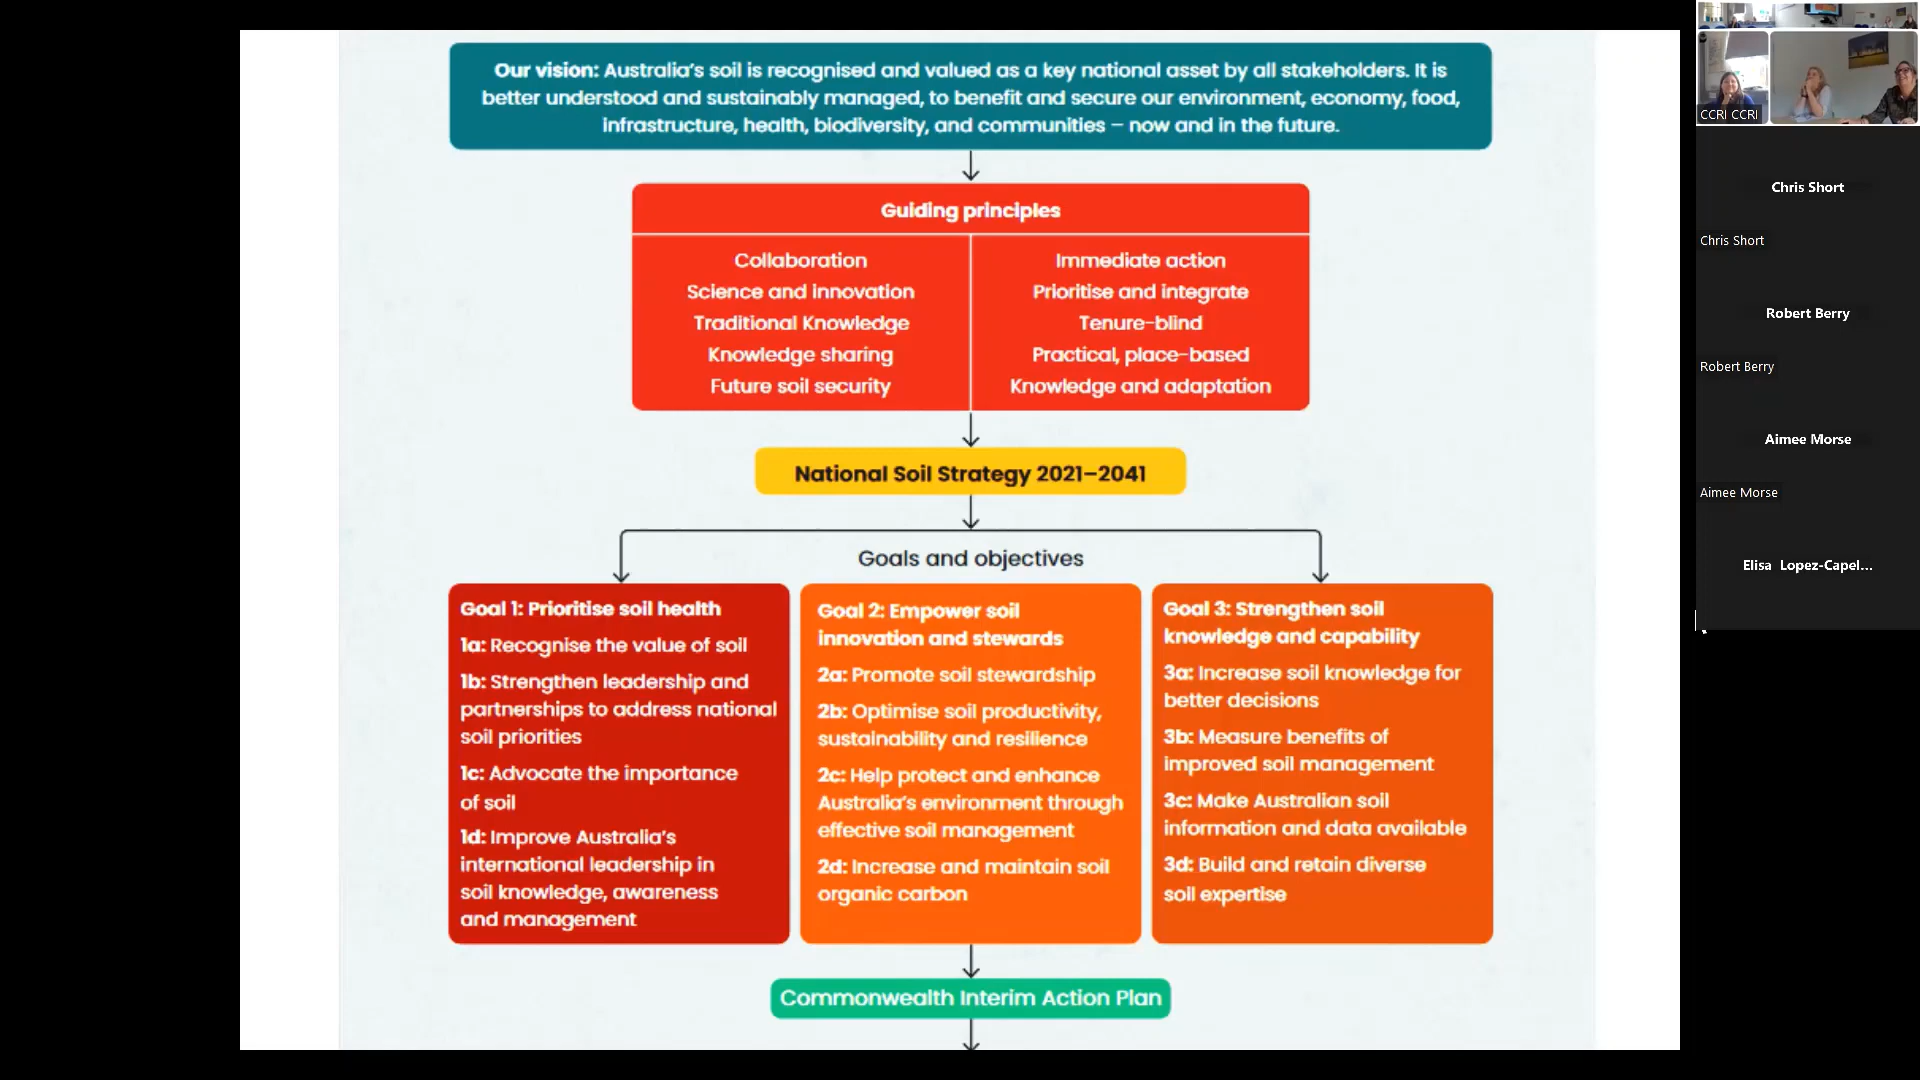 Our vision: Australia's soil is recognised and valued as a key national asset by all stakeholders. It is
better understood and sustainably managed, to benefit and secure our environment, economy, food,
infrastructure, health, biodiversity, and communities – now and in the future.
Guiding principles
Collaboration
Science and innovation
Traditional Knowledge
Knowledge sharing
Future soil security
Immediate action
Prioritise and integrate
Tenure-blind
Practical, place-based
Knowledge and adaptation
National Soil Strategy 2021–2041
Goals and objectives
Goal 1: Prioritise soil health
1a: Recognise the value of soil
1b: Strengthen leadership and
partnerships to address national
soil priorities
1c: Advocate the importance
of soil
1d: Improve Australia's
international leadership in
soil knowledge, awareness
and management
Goal 2: Empower soil
innovation and stewards
2a: Promote soil stewardship
2b: Optimise soil productivity,
sustainability and resilience
2c: Help protect and enhance
Australia's environment through
effective soil management
2d: Increase and maintain soil
organic carbon
Goal 3: Strengthen soil
knowledge and capability
3a: Increase soil knowledge for
better decisions
3b: Measure benefits of
improved soil management
3c: Make Australian soil
information and data available
3d: Build and retain diverse
soil expertise
Commonwealth Interim Action Plan
CCRI CCRI
Chris Short
Chris Short
Robert Berry
Robert Berry
Aimee Morse
Aimee Morse
Elisa Lopez-Capel...